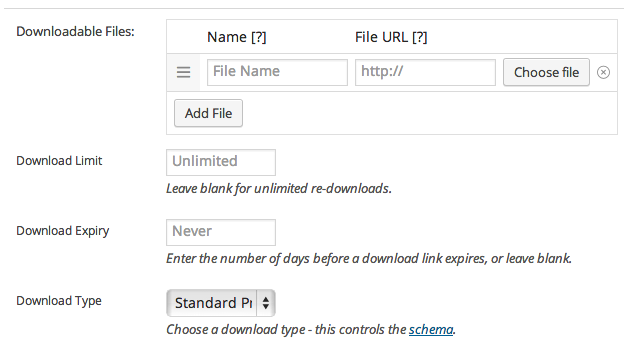 Downloadable Files:
Name [?] File URL [?]
File Name http:// Choose file
Add File
Download Limit Unlimited
Leave blank for unlimited re-downloads.
Download Expiry Never
Enter the number of days before a download link expires, or leave blank.
Download Type Standard Pr
Choose a download type - this controls the schema.